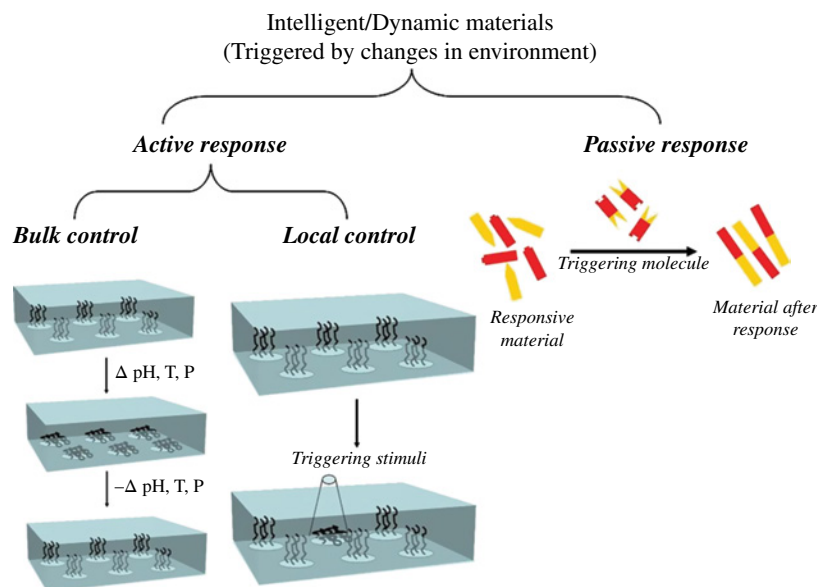 Intelligent/Dynamic materials
(Triggered by changes in environment)
Active response
Passive response
Bulk control
Local control
Δ pH, T, P
–Δ pH, T, P
Triggering stimuli
Triggering molecule
Responsive
material
Material after
response